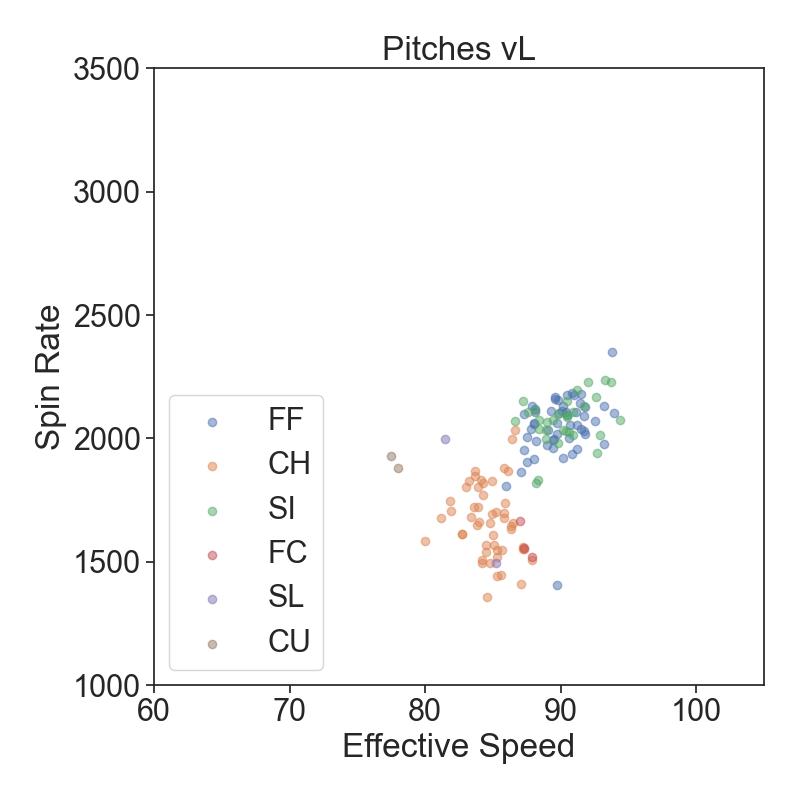 Pitches vL
3500
3000
2500
2000
1500
1000
Spin Rate
FF
CH
SI
FC
SL
CU
60 70 80 90 100
Effective Speed